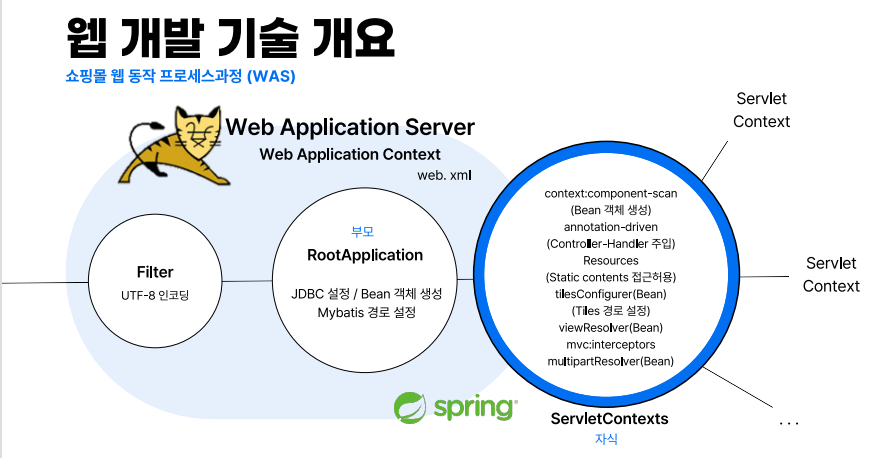 웹 개발 기술 개요
쇼핑몰 웹 동작 프로세스과정 (WAS)
Web Application Server
Web Application Context
web. xml
Filter
UTF-8 인코딩
부모
RootApplication
JDBC 설정 / Bean 객체 생성
Mybatis 경로 설정
context:component-scan
(Bean 객체 생성)
annotation-driven
(Controller-Handler 주입)
Resources
(Static contents 접근허용)
tilesConfigurer(Bean)
(Tiles 경로 설정)
viewResolver(Bean)
mvc:interceptors
multipartResolver(Bean)
ServletContexts
자식
spring
Servlet
Context
Servlet
Context
...